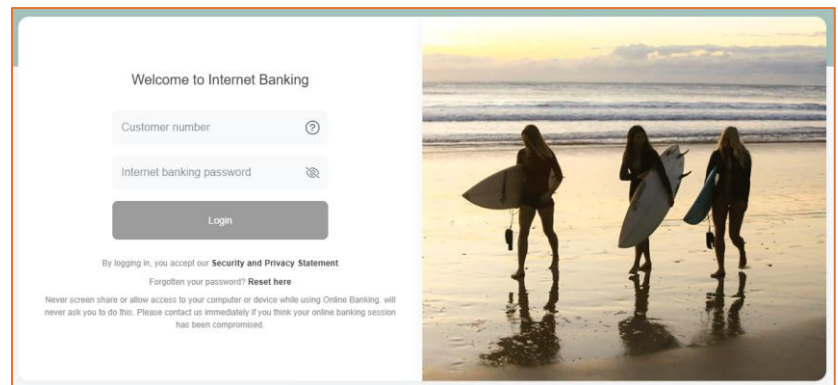 Welcome to Internet Banking
Customer number
Internet banking password
Login
By logging in, you accept our Security and Privacy Statement
Forgotten your password? Reset here
Never screen share or allow access to your computer or device while using Online Banking. will
never ask you to do this. Please contact us immediately if you think your online banking session
has been compromised.